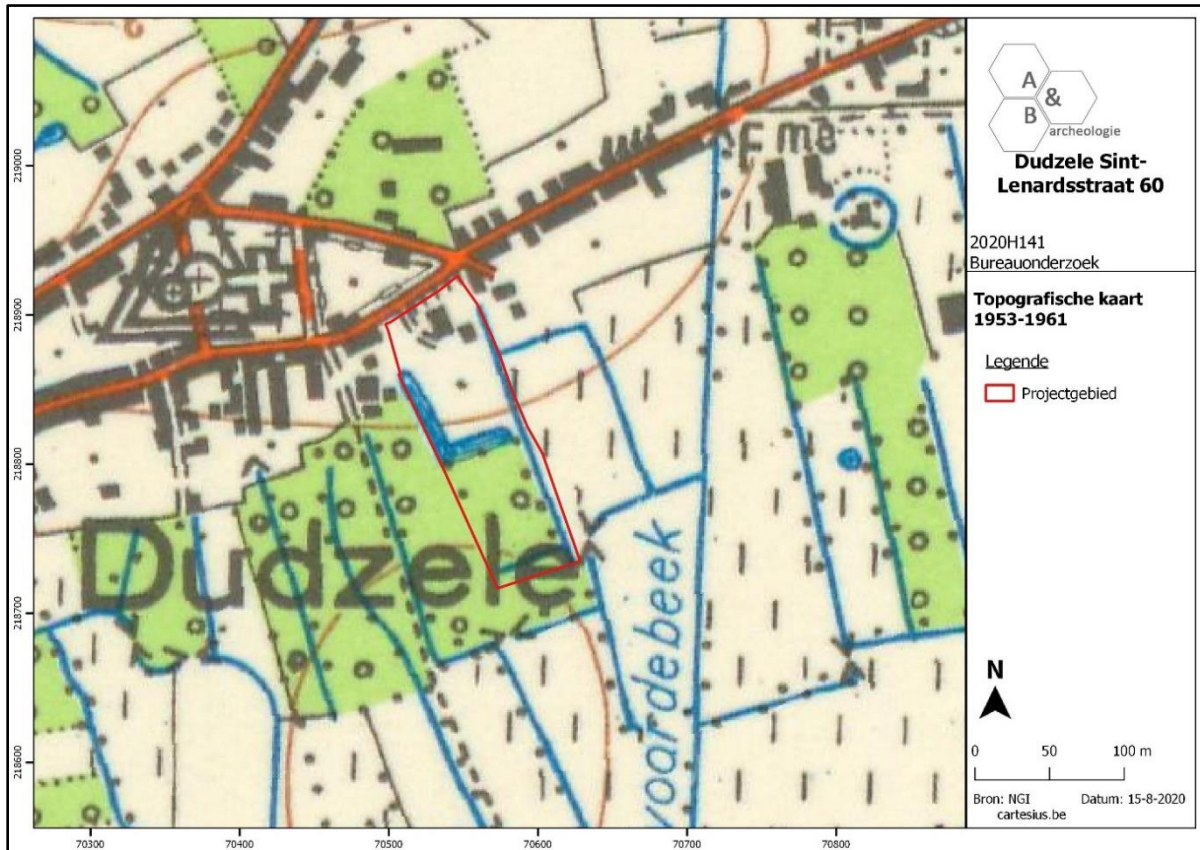 A
&
B
archeologie
Dudzele Sint-
Lenardsstraat 60
2020H141
Bureauonderzoek
Topografische kaart
1953-1961
Legende
Projectgebied
N
0 50 100 m
Bron: NGI Datum: 15-8-2020
cartesius.be
Fme
Dudzele
voordebeek
219000
218900
218800
218700
218600
70300 70400 70500 70600 70700 70800